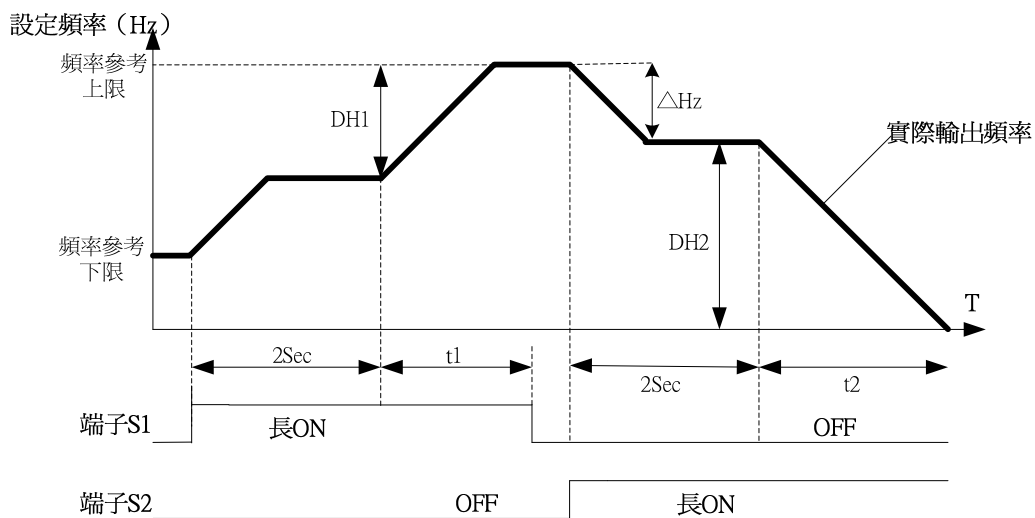 設定頻率（Hz）
頻率參考
上限
DH1
△Hz
實際輸出頻率
頻率參考
下限
DH2
T
2Sec
t1
2Sec
t2
端子S1
長ON
OFF
端子S2
OFF
長ON